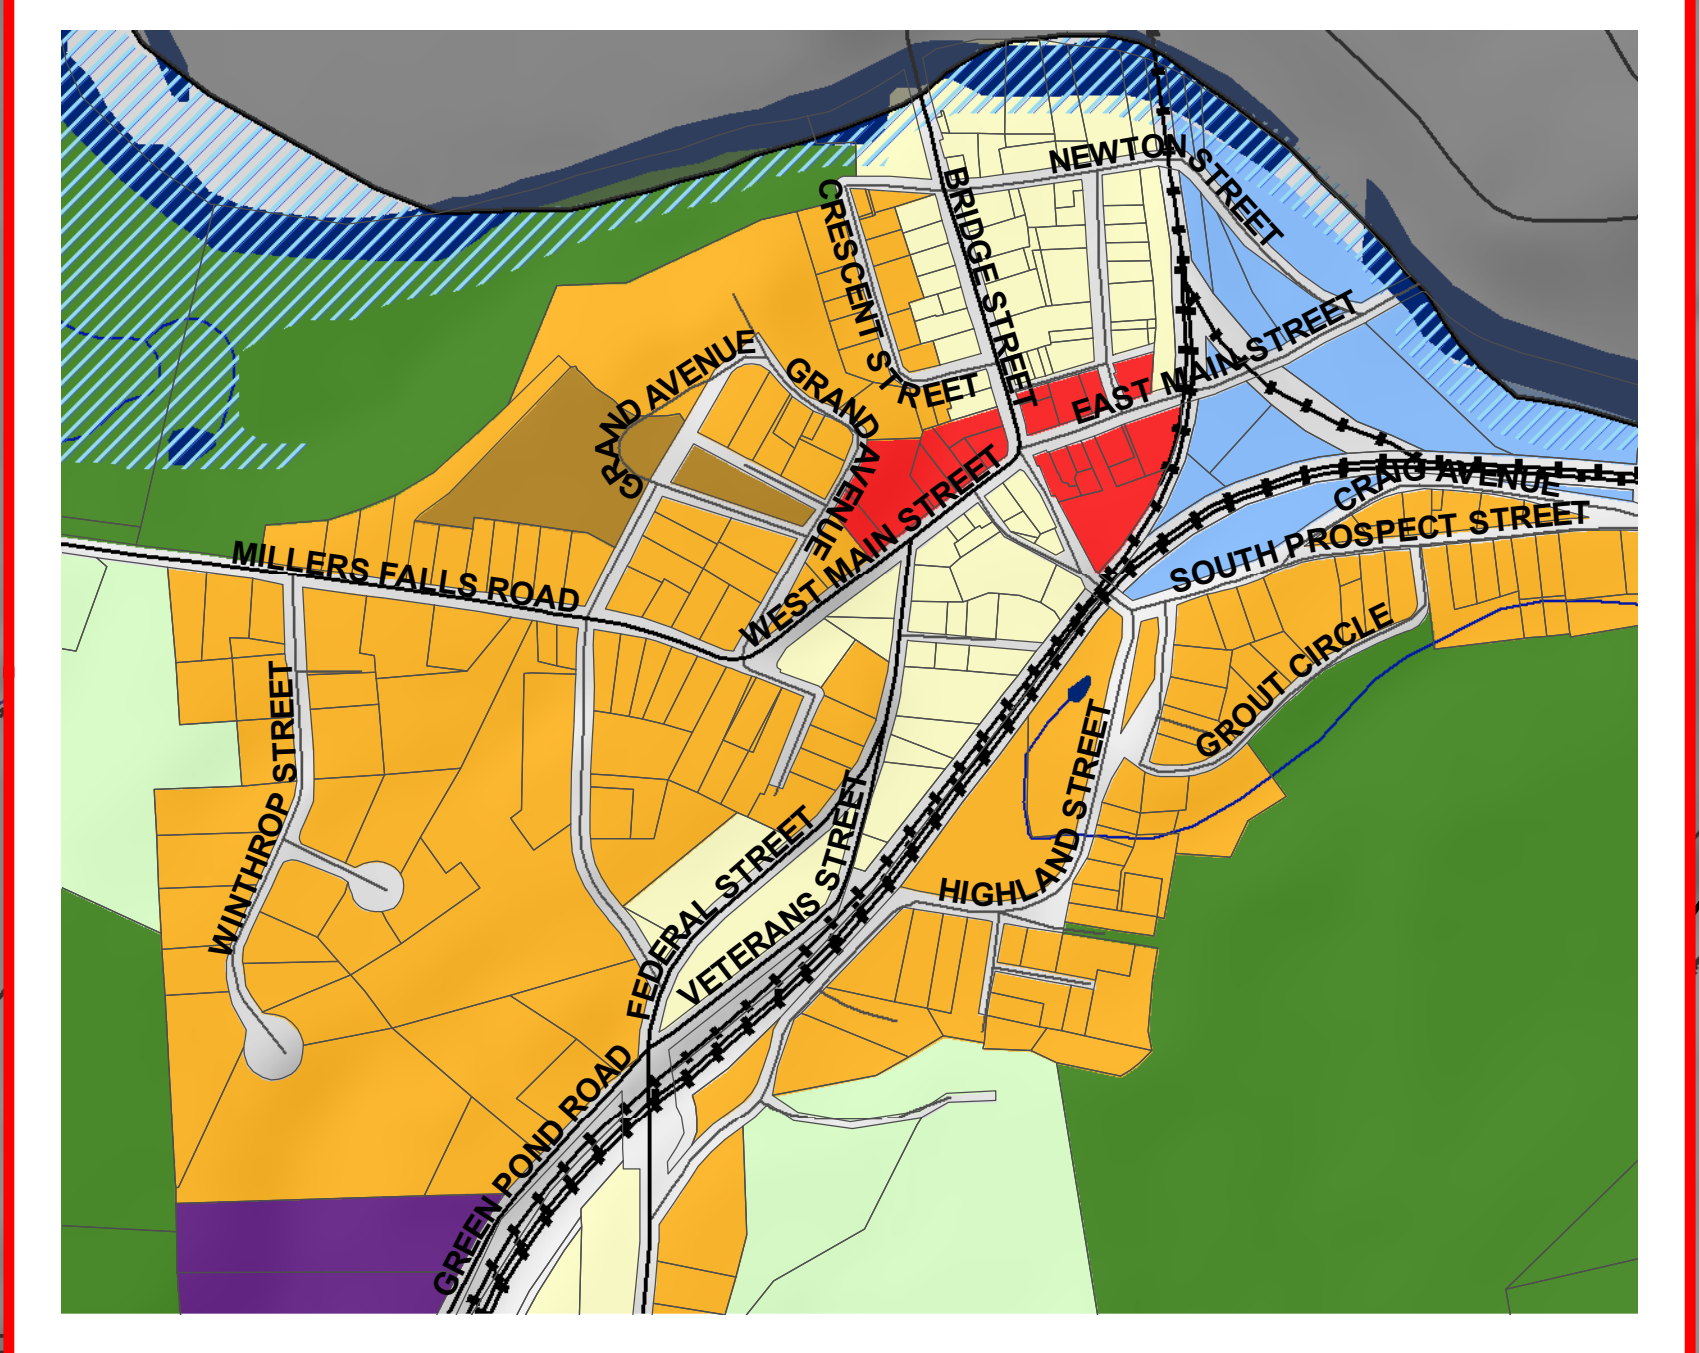 NEWTON STREET
BRIDGE STREET
CRESCENT STREET
EAST MAIN STREET
GRAND AVENUE
GRAND AVENUE
CRAIG AVENUE
WEST MAIN STREET
SOUTH PROSPECT STREET
MILLERS FALLS ROAD
GROUT CIRCLE
WINTHROP STREET
HIGHLAND STREET
FEDERAL STREET
VETERANS STREET
GREEN POND ROAD